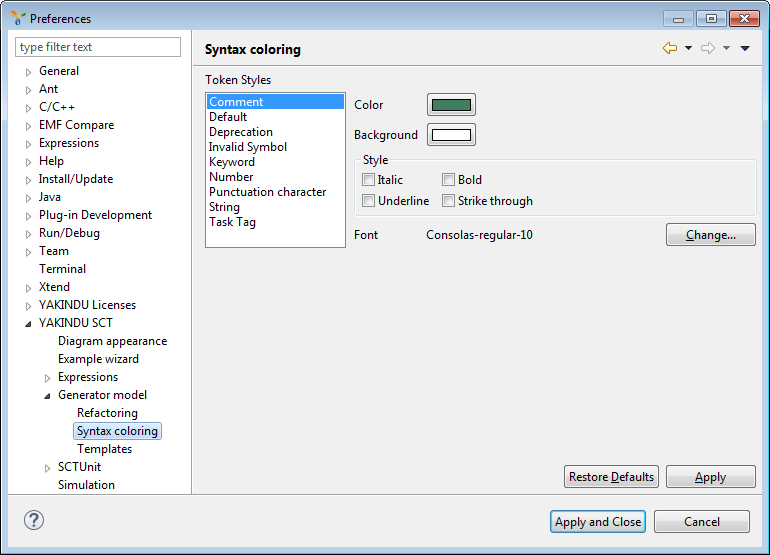 Preferences
type filter text
General
Ant
C/C++
EMF Compare
Expressions
Help
Install/Update
Java
Plug-in Development
Run/Debug
Team
Terminal
Xtend
YAKINDU Licenses
YAKINDU SCT
Diagram appearance
Example wizard
Expressions
Generator model
Refactoring
Syntax coloring
Templates
SCTUnit
Simulation
Syntax coloring
Token Styles
Comment
Default
Deprecation
Invalid Symbol
Keyword
Number
Punctuation character
String
Task Tag
Color
Background
Style
Italic Bold
Underline Strike through
Font Consolas-regular-10 Change...
Restore Defaults Apply
? Apply and Close Cancel